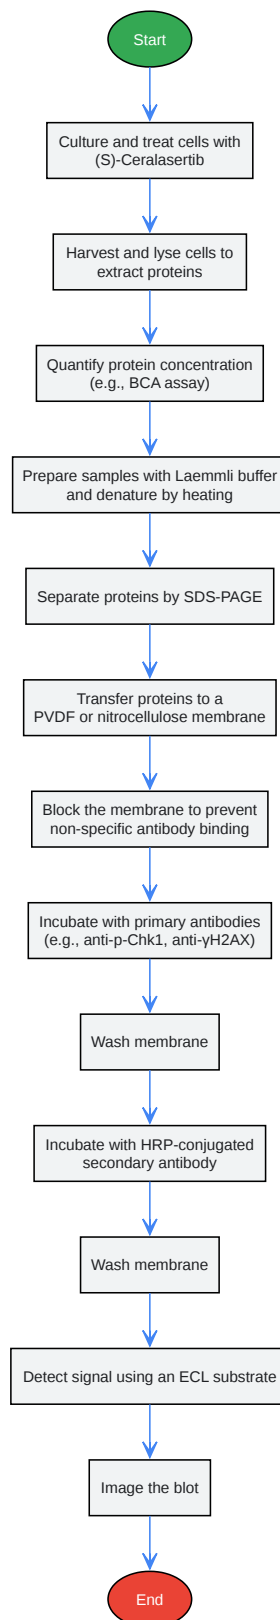 Start
Culture and treat cells with
(S)-Ceralasertib
Harvest and lyse cells to
extract proteins
Quantify protein concentration
(e.g., BCA assay)
Prepare samples with Laemmli buffer
and denature by heating
Separate proteins by SDS-PAGE
Transfer proteins to a
PVDF or nitrocellulose membrane
Block the membrane to prevent
non-specific antibody binding
Incubate with primary antibodies
(e.g., anti-p-Chk1, anti-γH2AX)
Wash membrane
Incubate with HRP-conjugated
secondary antibody
Wash membrane
Detect signal using an ECL substrate
Image the blot
End